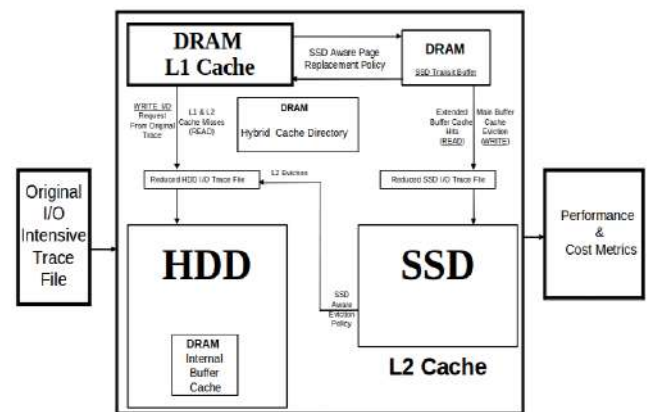 DRAM
L1 Cache
SSD Aware Page
Replacement Policy
DRAM
SSD Transit Buffer
WRITE I/O
Request
From Original
Trace
L1 & L2
Cache Misses
(READ)
DRAM
Hybrid Cache Directory
Extended
Buffer Cache
Hits
(READ)
Main Buffer
Cache
Eviction
(WRITE)
Reduced HDD I/O Trace File
L2 Eviction
Reduced SSD I/O Trace File
Original
I/O
Intensive
Trace
File
HDD
SSD
Performance
&
Cost Metrics
SSD
Aware
Eviction
Policy
DRAM
Internal
Buffer
Cache
L2 Cache